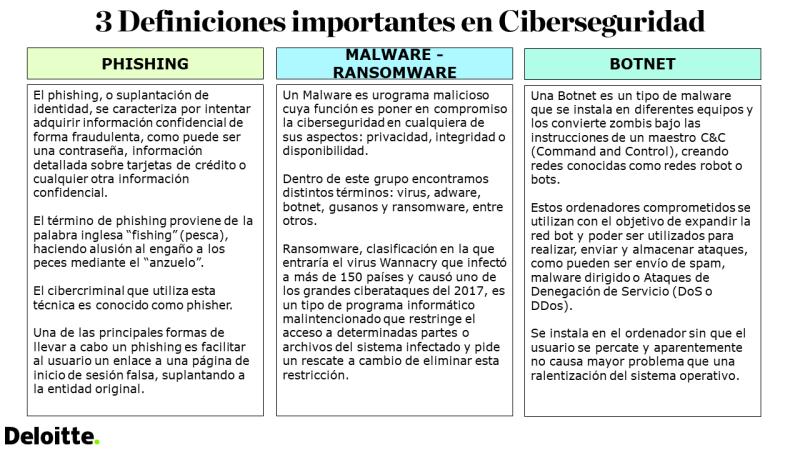 3 Definiciones importantes en Ciberseguridad
PHISHING
El phishing, o suplantación de
identidad, se caracteriza por intentar
adquirir información confidencial de
forma fraudulenta, como puede ser
una contraseña, información
detallada sobre tarjetas de crédito o
cualquier otra información
confidencial.
El término de phishing proviene de la
palabra inglesa “fishing” (pesca),
haciendo alusión al engaño a los
peces mediante el “anzuelo”.
El cibercriminal que utiliza esta
técnica es conocido como phisher.
Una de las principales formas de
llevar a cabo un phishing es facilitar
al usuario un enlace a una página de
inicio de sesión falsa, suplantando a
la entidad original.
MALWARE -
RANSOMWARE
Un Malware es urograma malicioso
cuya función es poner en compromiso
la ciberseguridad en cualquiera de
sus aspectos: privacidad, integridad o
disponibilidad.
Dentro de este grupo encontramos
distintos términos: virus, adware,
botnet, gusanos y ransomware, entre
otros.
Ransomware, clasificación en la que
entraría el virus Wannacry que infectó
a más de 150 países y causó uno de
los grandes ciberataques del 2017, es
un tipo de programa informático
malintencionado que restringe el
acceso a determinadas partes o
archivos del sistema infectado y pide
un rescate a cambio de eliminar esta
restricción.
BOTNET
Una Botnet es un tipo de malware
que se instala en diferentes equipos y
los convierte zombis bajo las
instrucciones de un maestro C&C
(Command and Control), creando
redes conocidas como redes robot o
bots.
Estos ordenadores comprometidos se
utilizan con el objetivo de expandir la
red bot y poder ser utilizados para
realizar, enviar y almacenar ataques,
como pueden ser envío de spam,
malware dirigido o Ataques de
Denegación de Servicio (DoS o
DDos).
Se instala en el ordenador sin que el
usuario se percate y aparentemente
no causa mayor problema que una
ralentización del sistema operativo.
Deloitte.